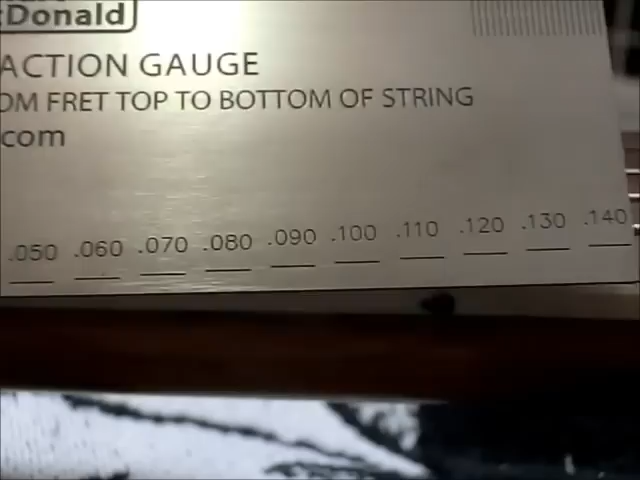 Donald
ACTION GAUGE
OM FRET TOP TO BOTTOM OF STRING
com
.050 .060 .070 .080 .090 .100 .110 .120 .130 .140